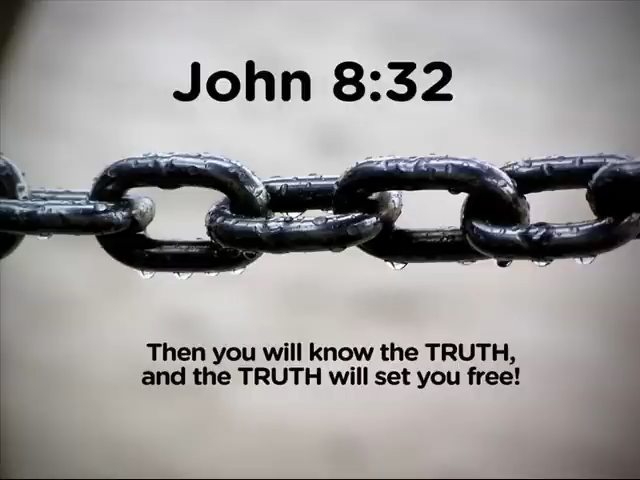 John 8:32
Then you will know the TRUTH,
and the TRUTH will set you free!